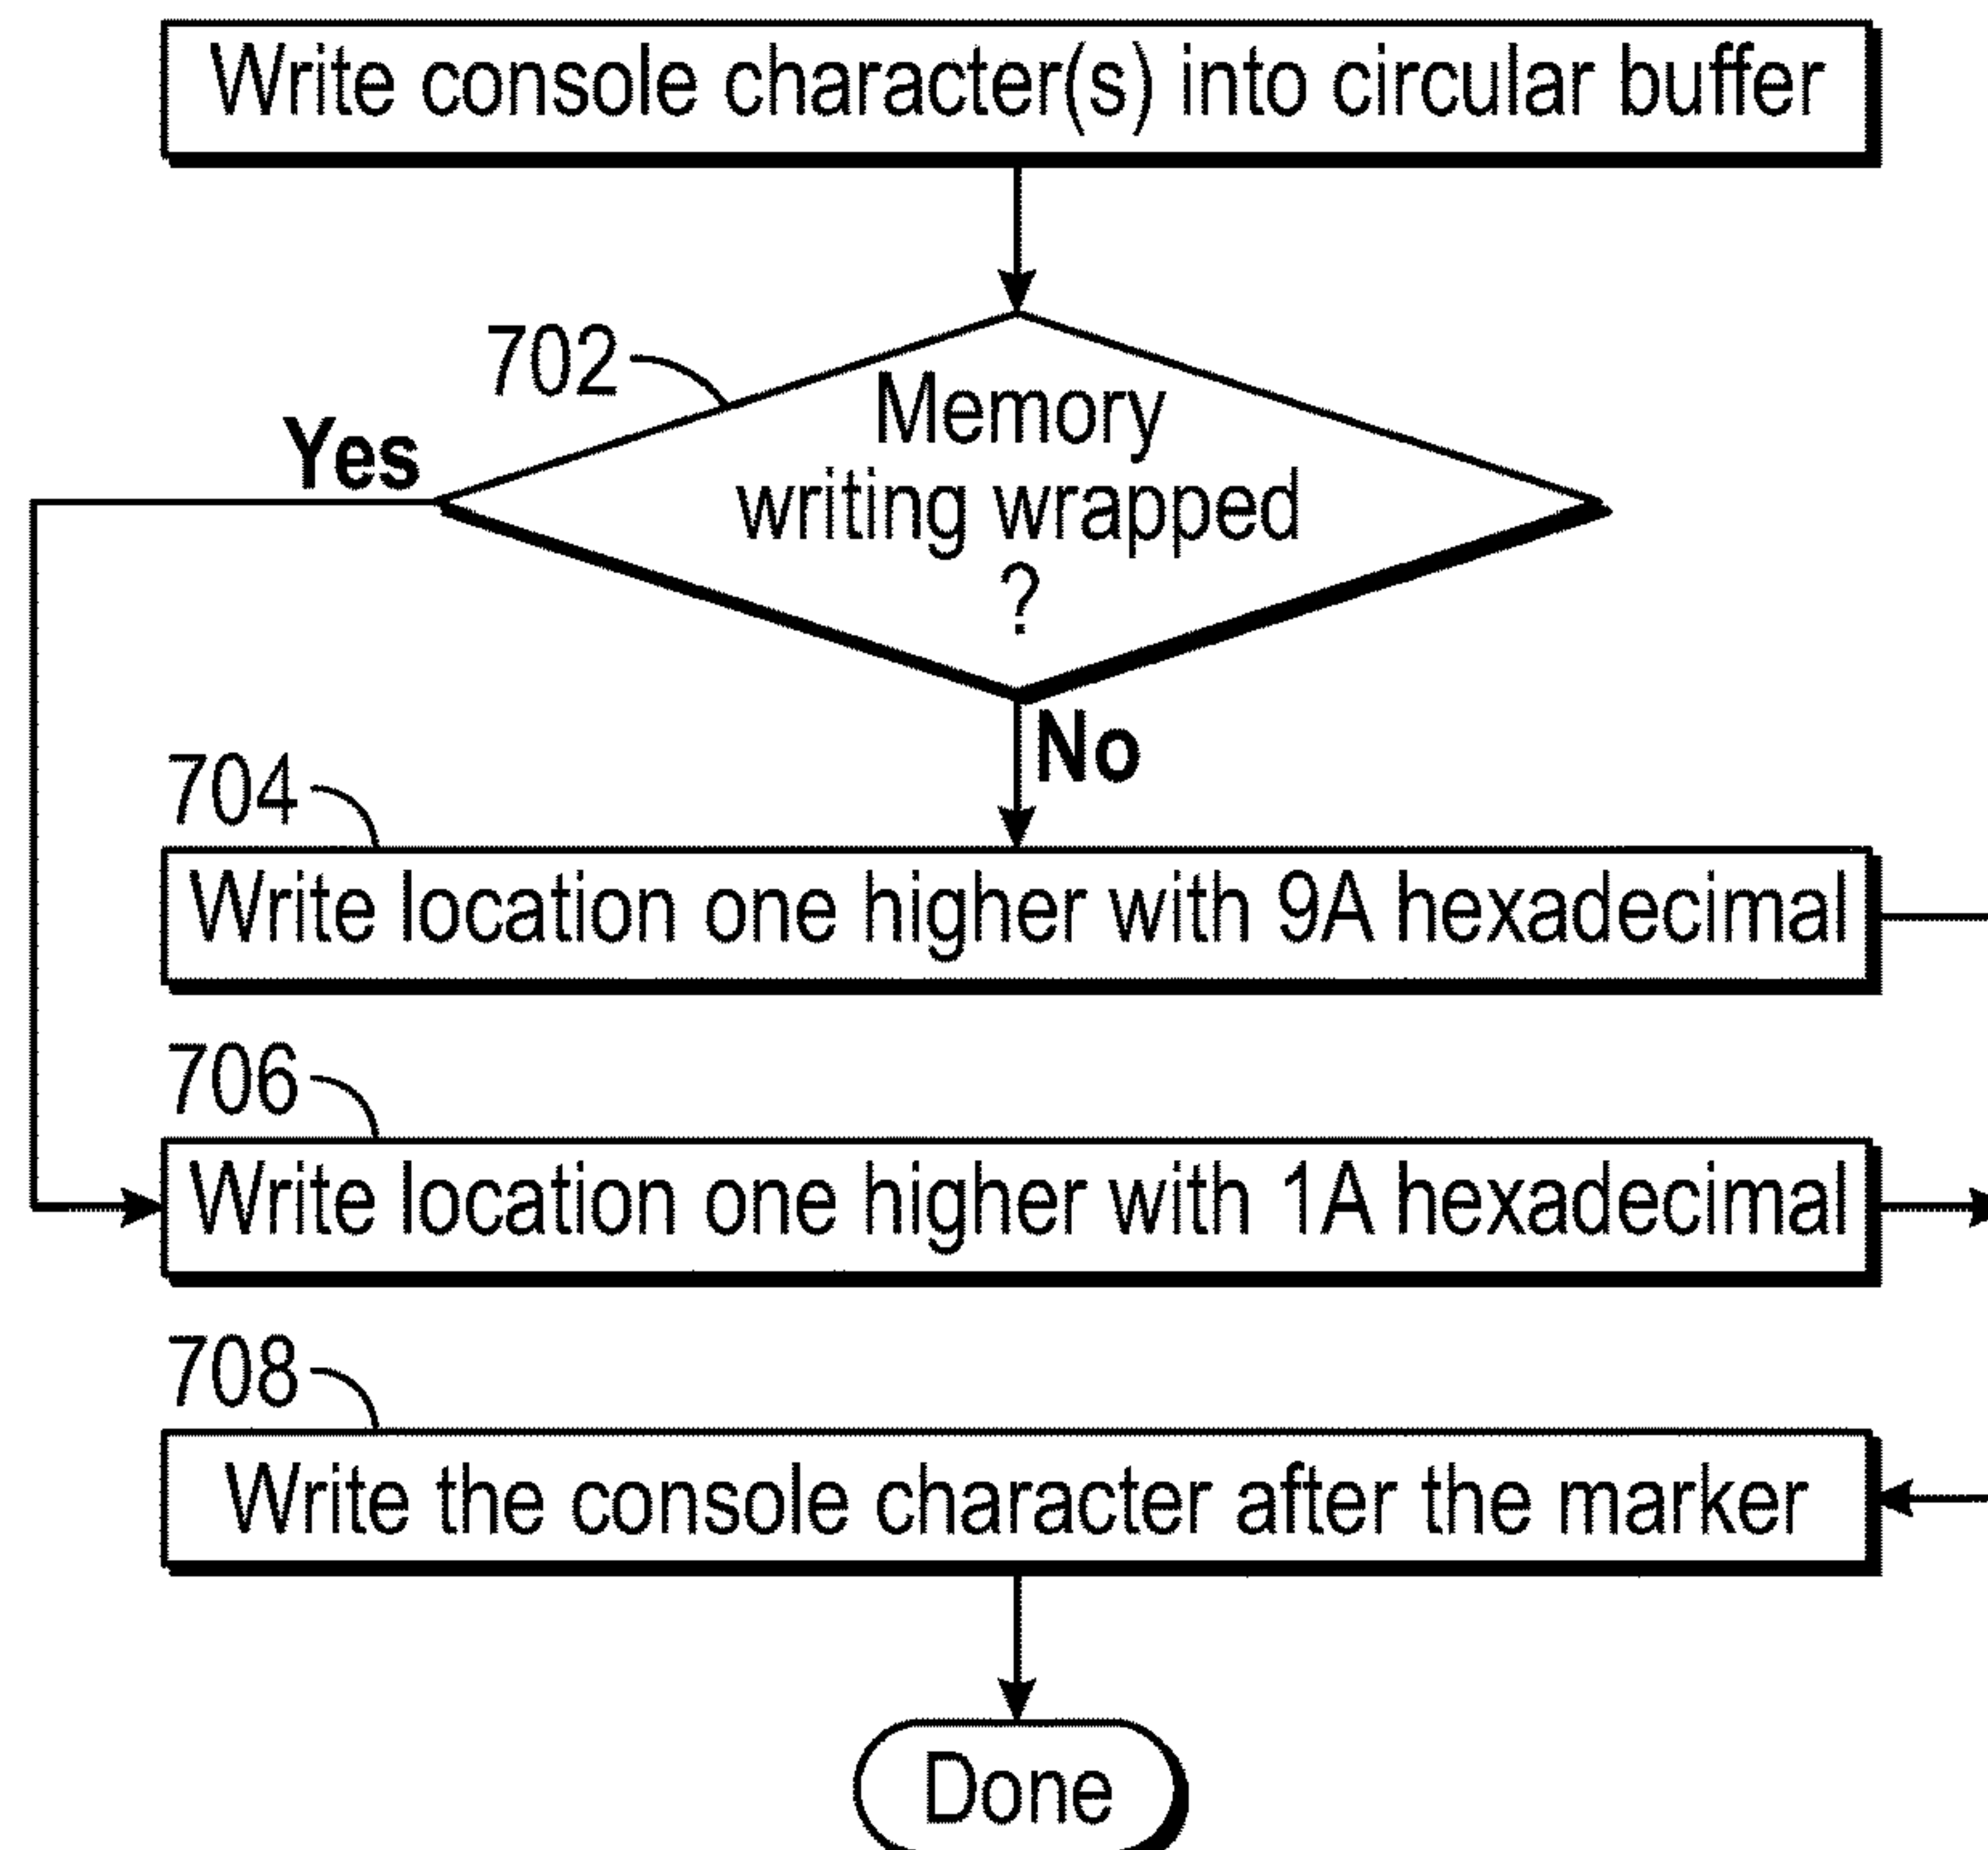 Write console character(s) into circular buffer
702
Memory
writing wrapped
?
Yes
No
704
Write location one higher with 9A hexadecimal
706
Write location one higher with 1A hexadecimal
708
Write the console character after the marker
Done